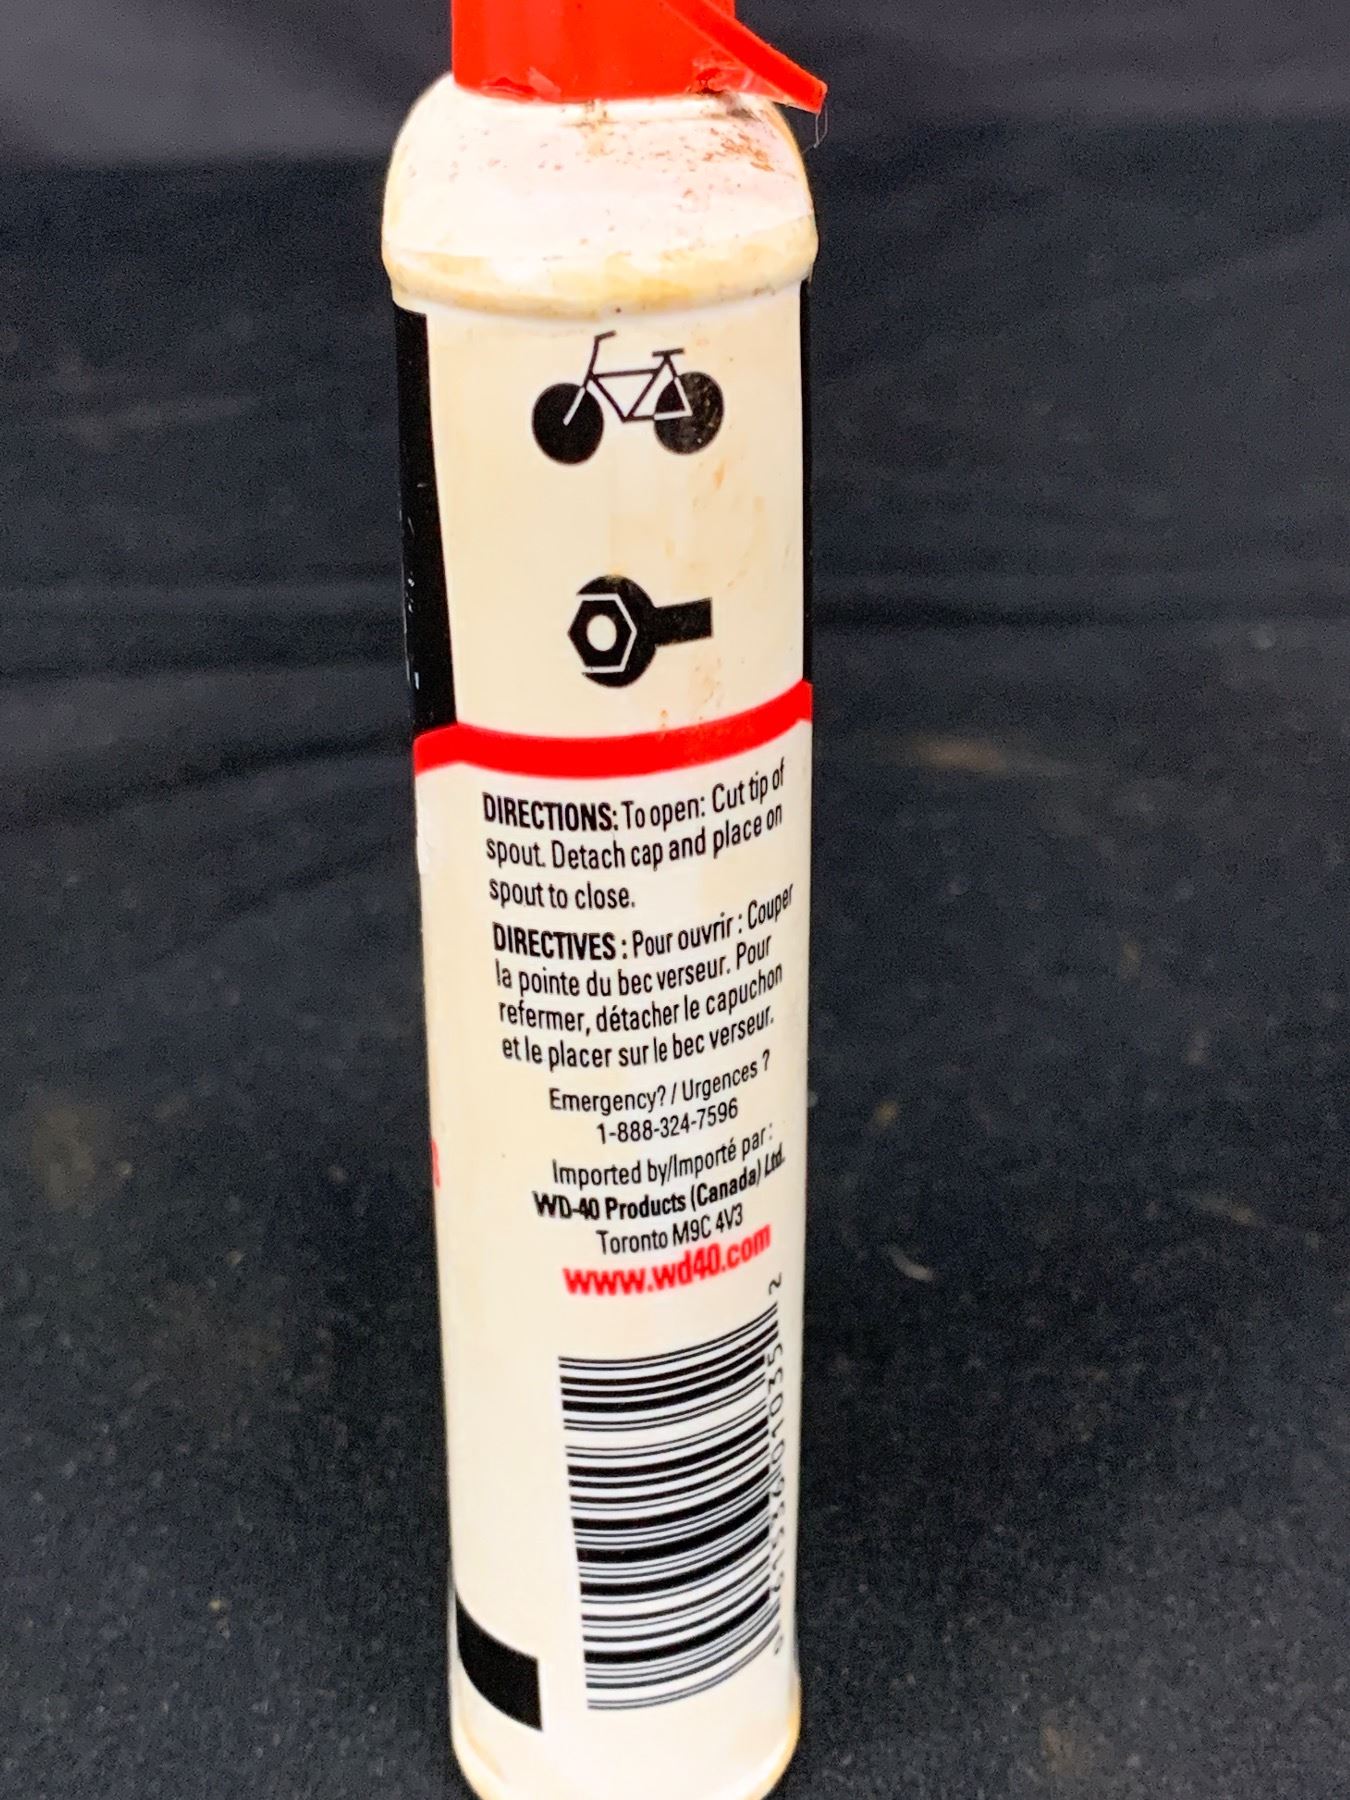 DIRECTIONS: To open: Cut tip of
spout. Detach cap and place on
spout to close.
DIRECTIVES : Pour ouvrir : Couper
la pointe du bec verseur. Pour
refermer, détacher le capuchon
et le placer sur le bec verseur.
Emergency? / Urgences ?
1-888-324-7596
Imported by/Importé par :
WD-40 Products (Canada) Ltd.
Toronto M9C 4V3
www.wd40.com